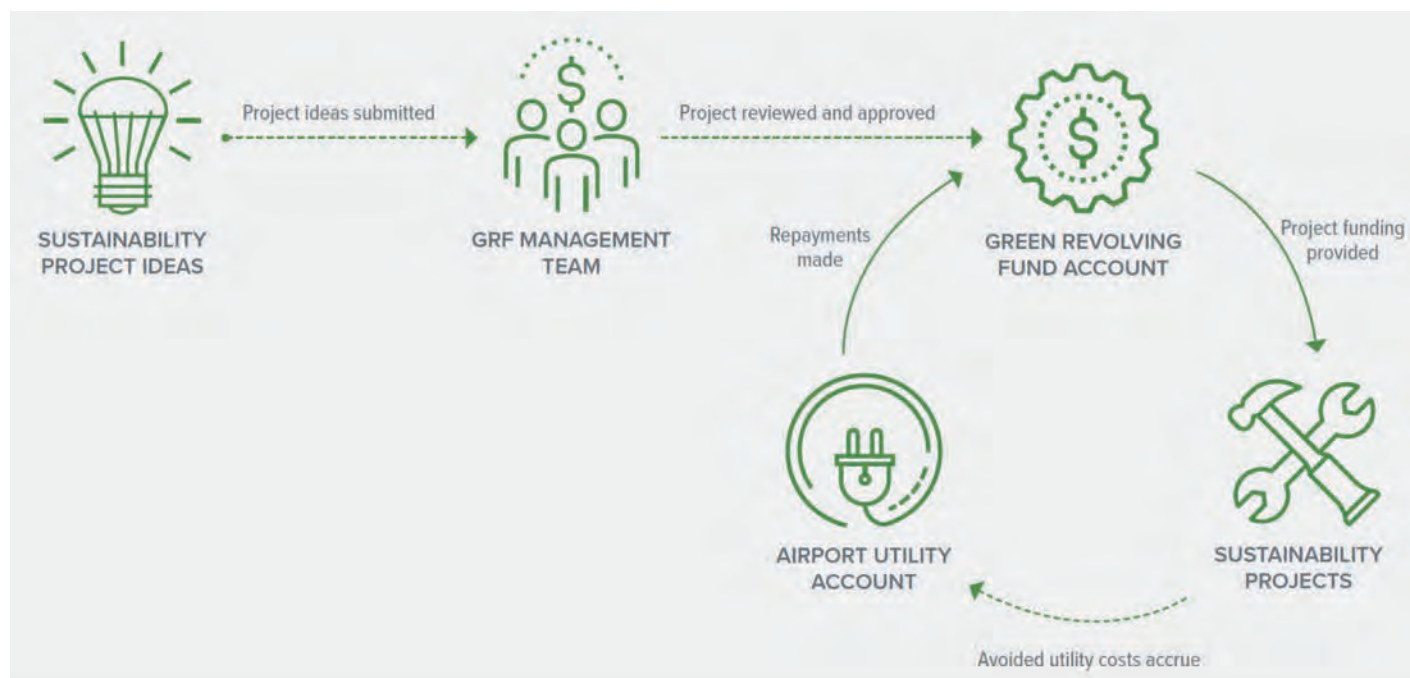 Project ideas submitted
Project reviewed and approved
SUSTAINABILITY
PROJECT IDEAS
GRF MANAGEMENT
TEAM
Repayments
made
GREEN REVOLVING
FUND ACCOUNT
Project funding
provided
AIRPORT UTILITY
ACCOUNT
SUSTAINABILITY
PROJECTS
Avoided utility costs accrue